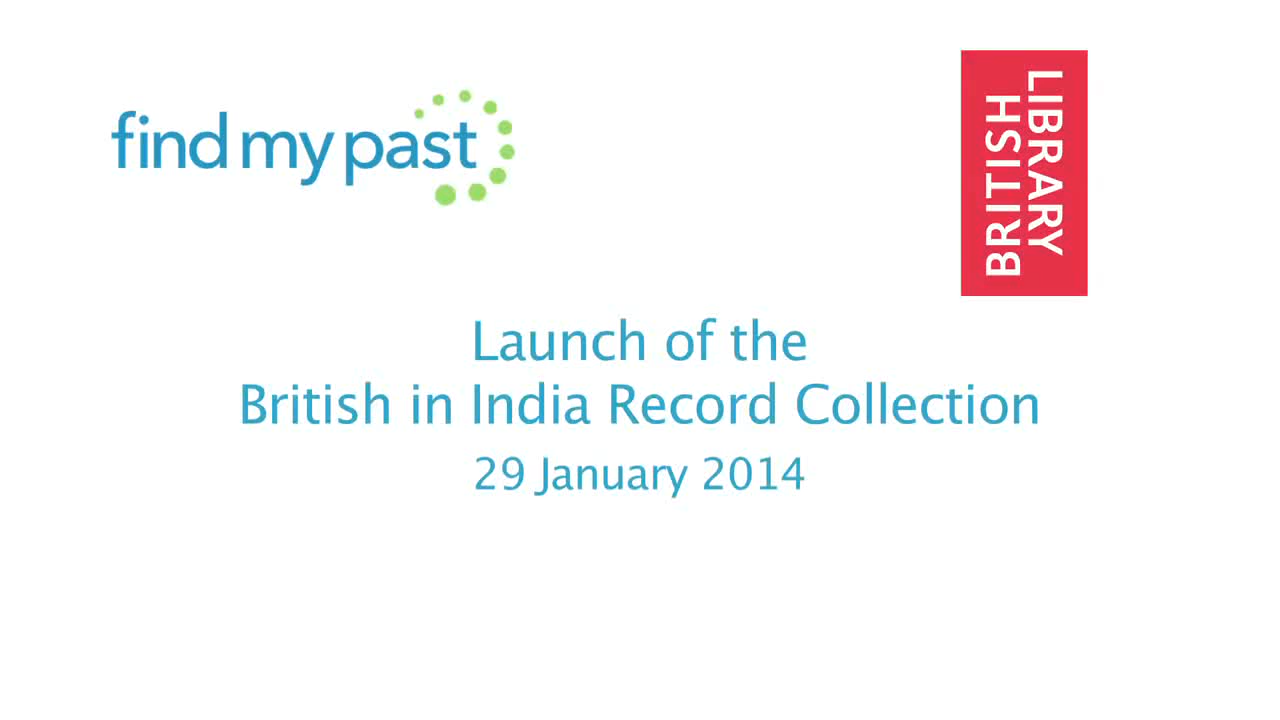 find my past
BRITISH
LIBRARY
Launch of the
British in India Record Collection
29 January 2014